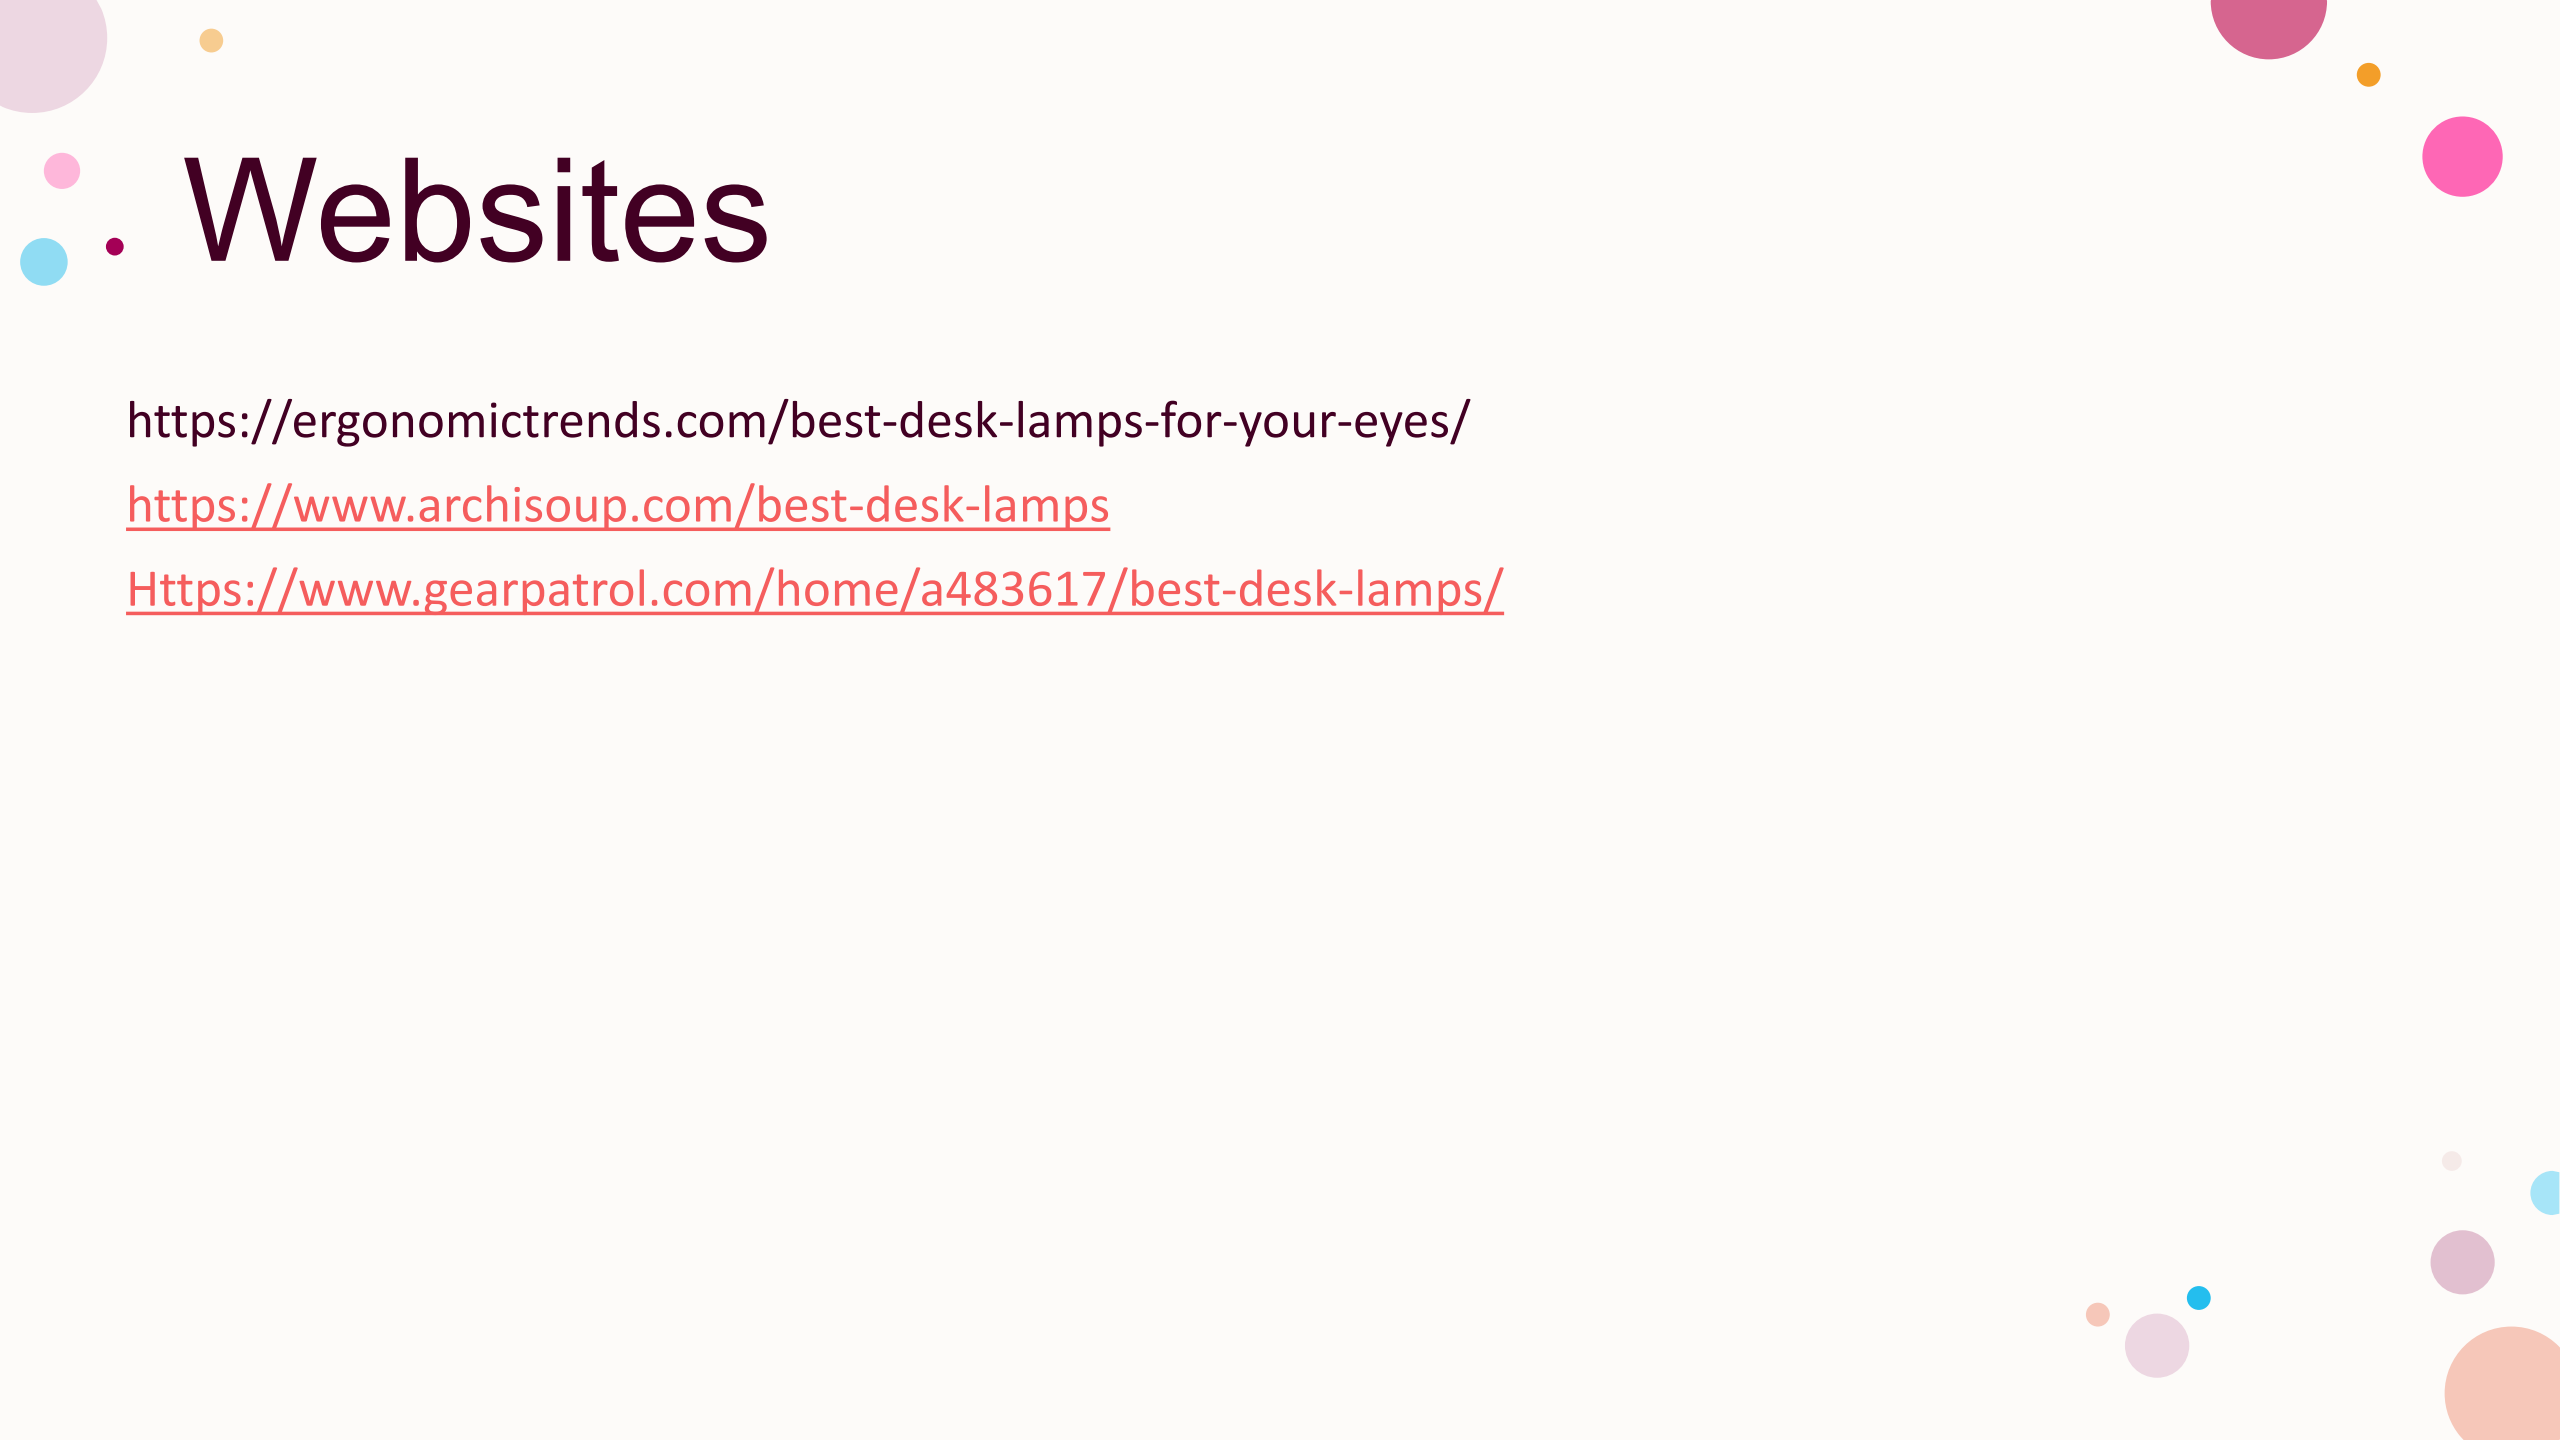 Websites
https://ergonomictrends.com/best-desk-lamps-for-your-eyes/
https://www.archisoup.com/best-desk-lamps
Https://www.gearpatrol.com/home/a483617/best-desk-lamps/